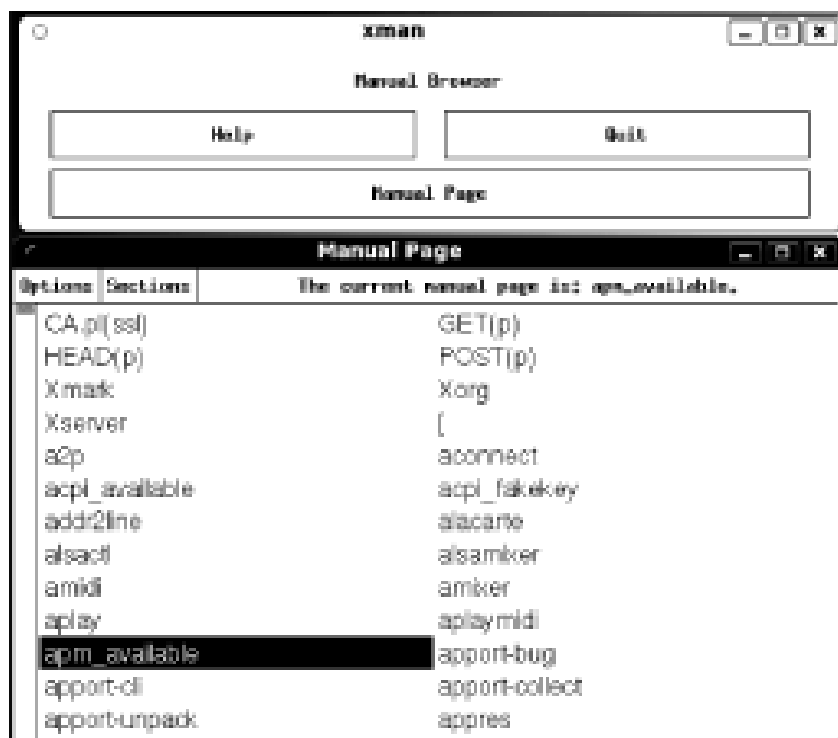 xman
Manual Browser
Help Quit
Manual Page
Manual Page
Options Sections The current manual page is: apm_available.
CA.pl(ssl) GET(p)
HEAD(p) POST(p)
Xmark Xorg
Xserver [
a2p aconnect
acpi_available acpi_fakekey
addr2line alacarte
alsactl alsamixer
amidi amixer
aplay aplaymidi
apm_available apport-bug
apport-cli apport-collect
apport-unpack appres